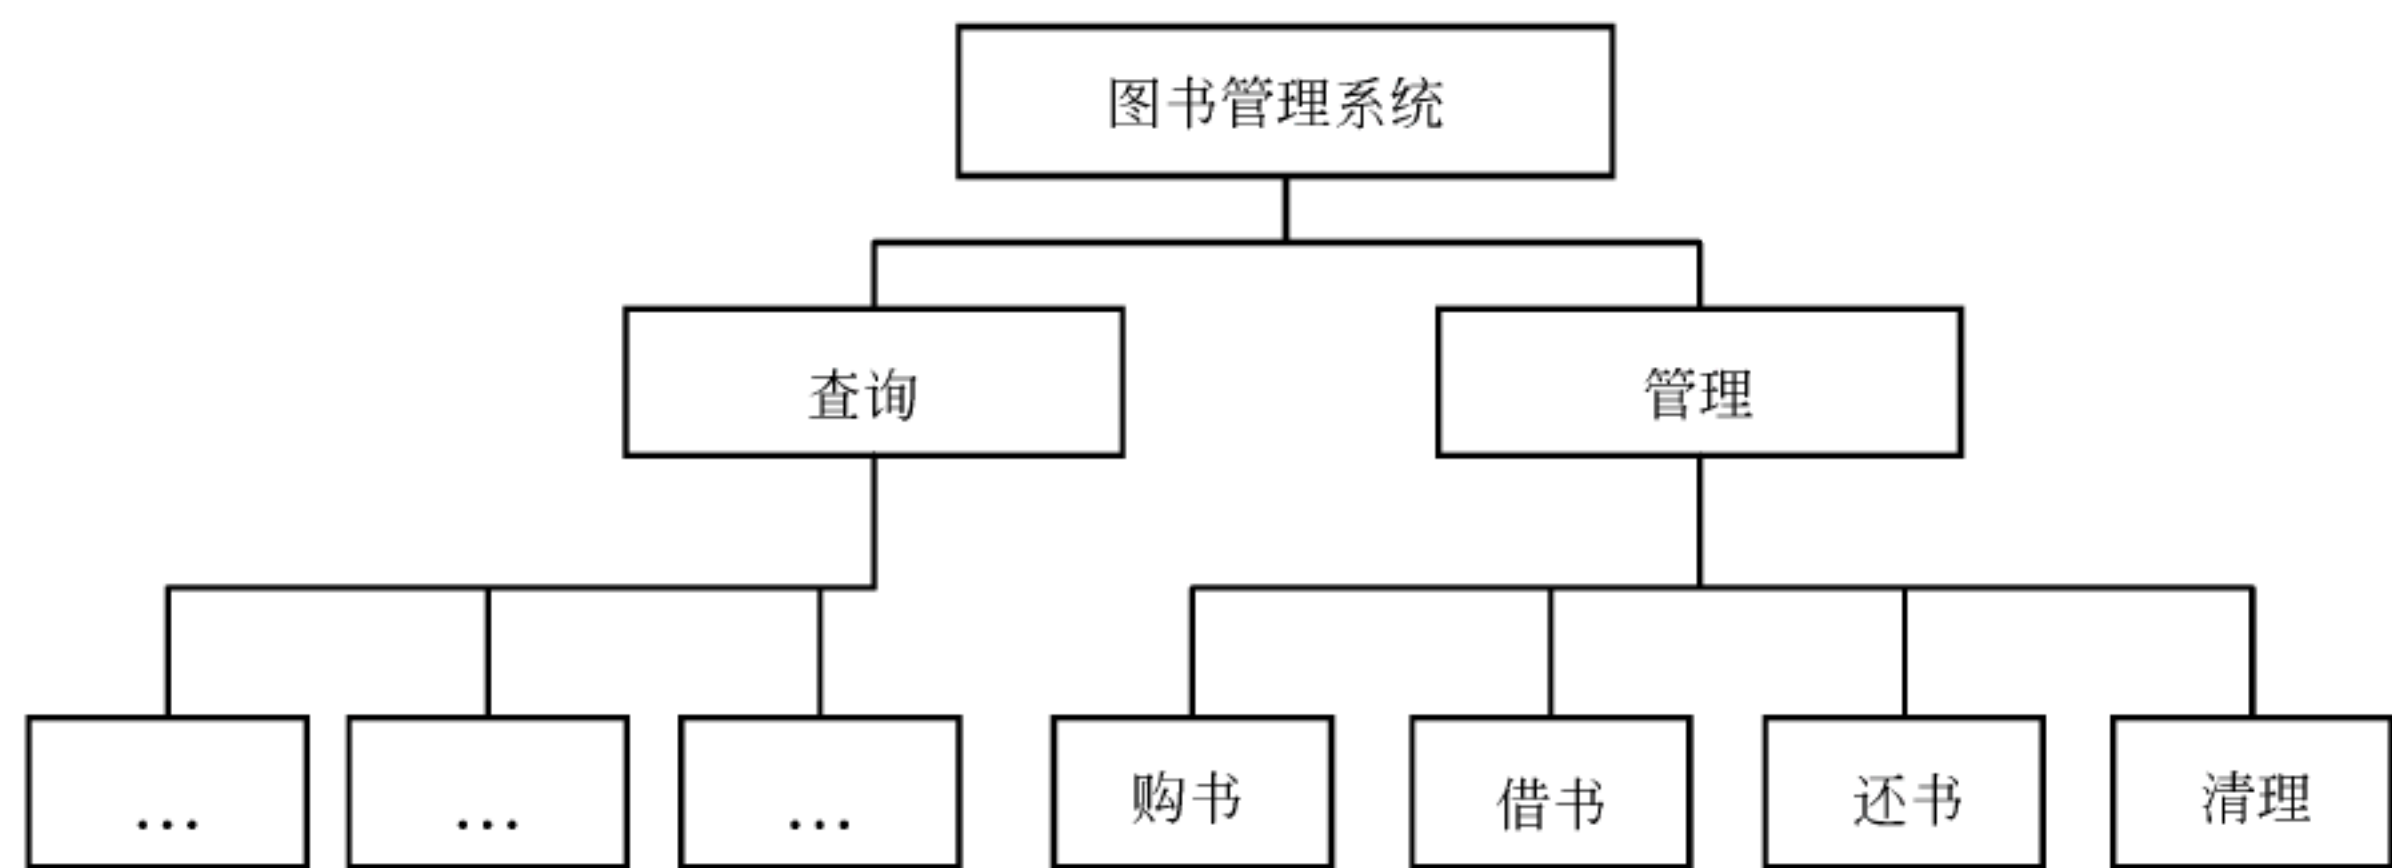 图书管理系统
查询 管理
… … … 购书 借书 还书 清理